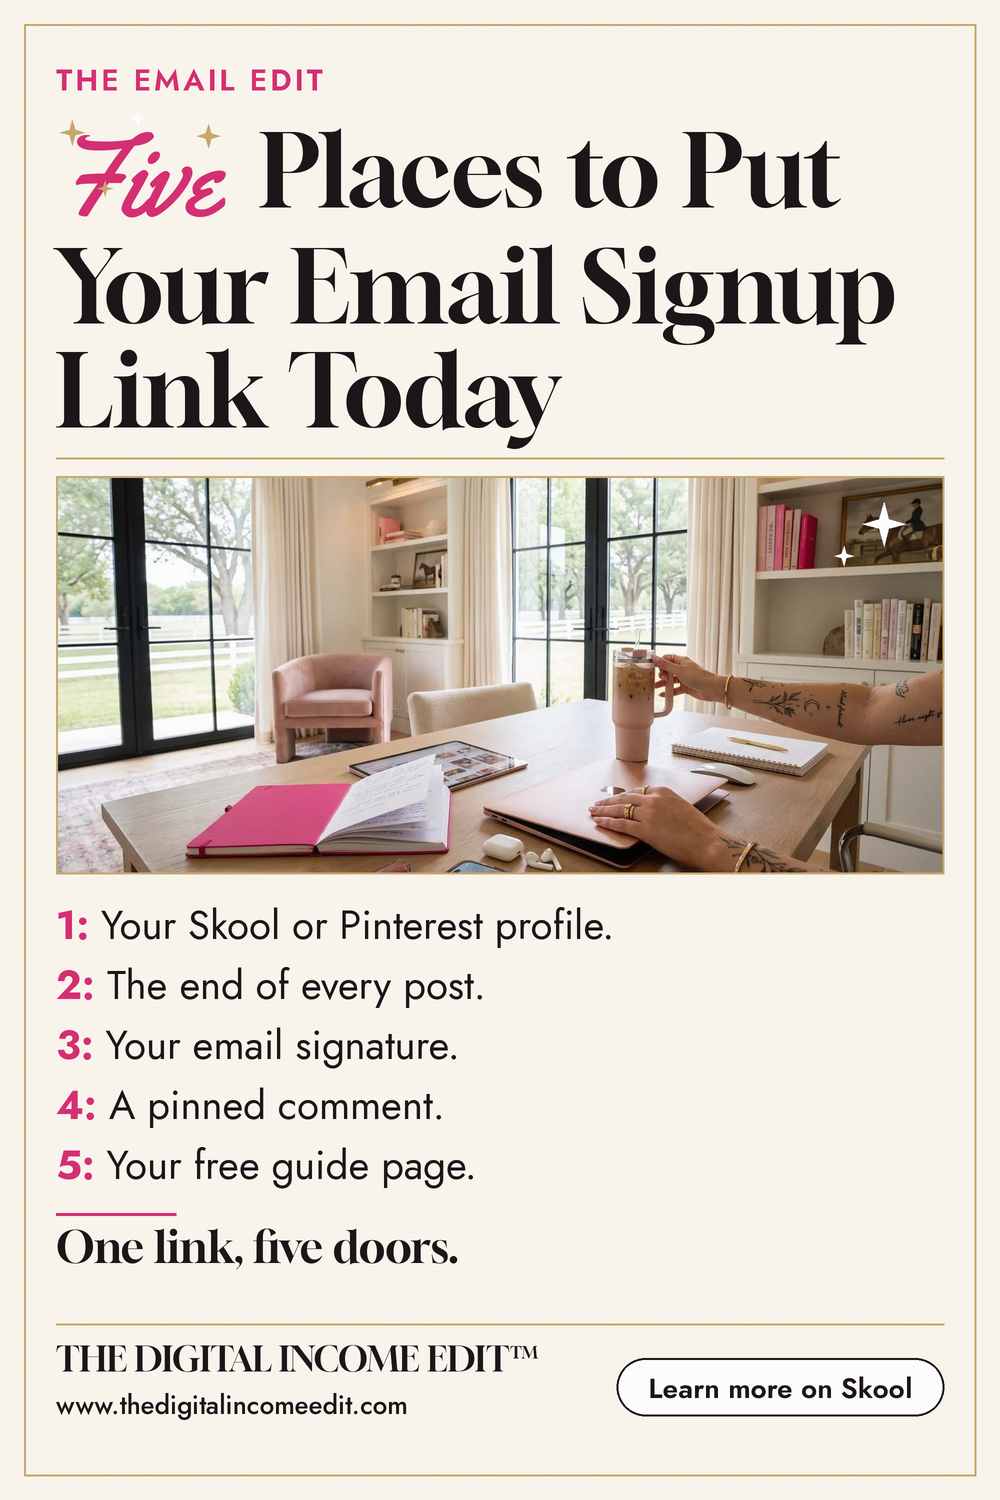 THE EMAIL EDIT
Five Places to Put
Your Email Signup
Link Today
1: Your Skool or Pinterest profile.
2: The end of every post.
3: Your email signature.
4: A pinned comment.
5: Your free guide page.
One link, five doors.
THE DIGITAL INCOME EDIT™
www.thedigitalincomeedit.com
Learn more on Skool